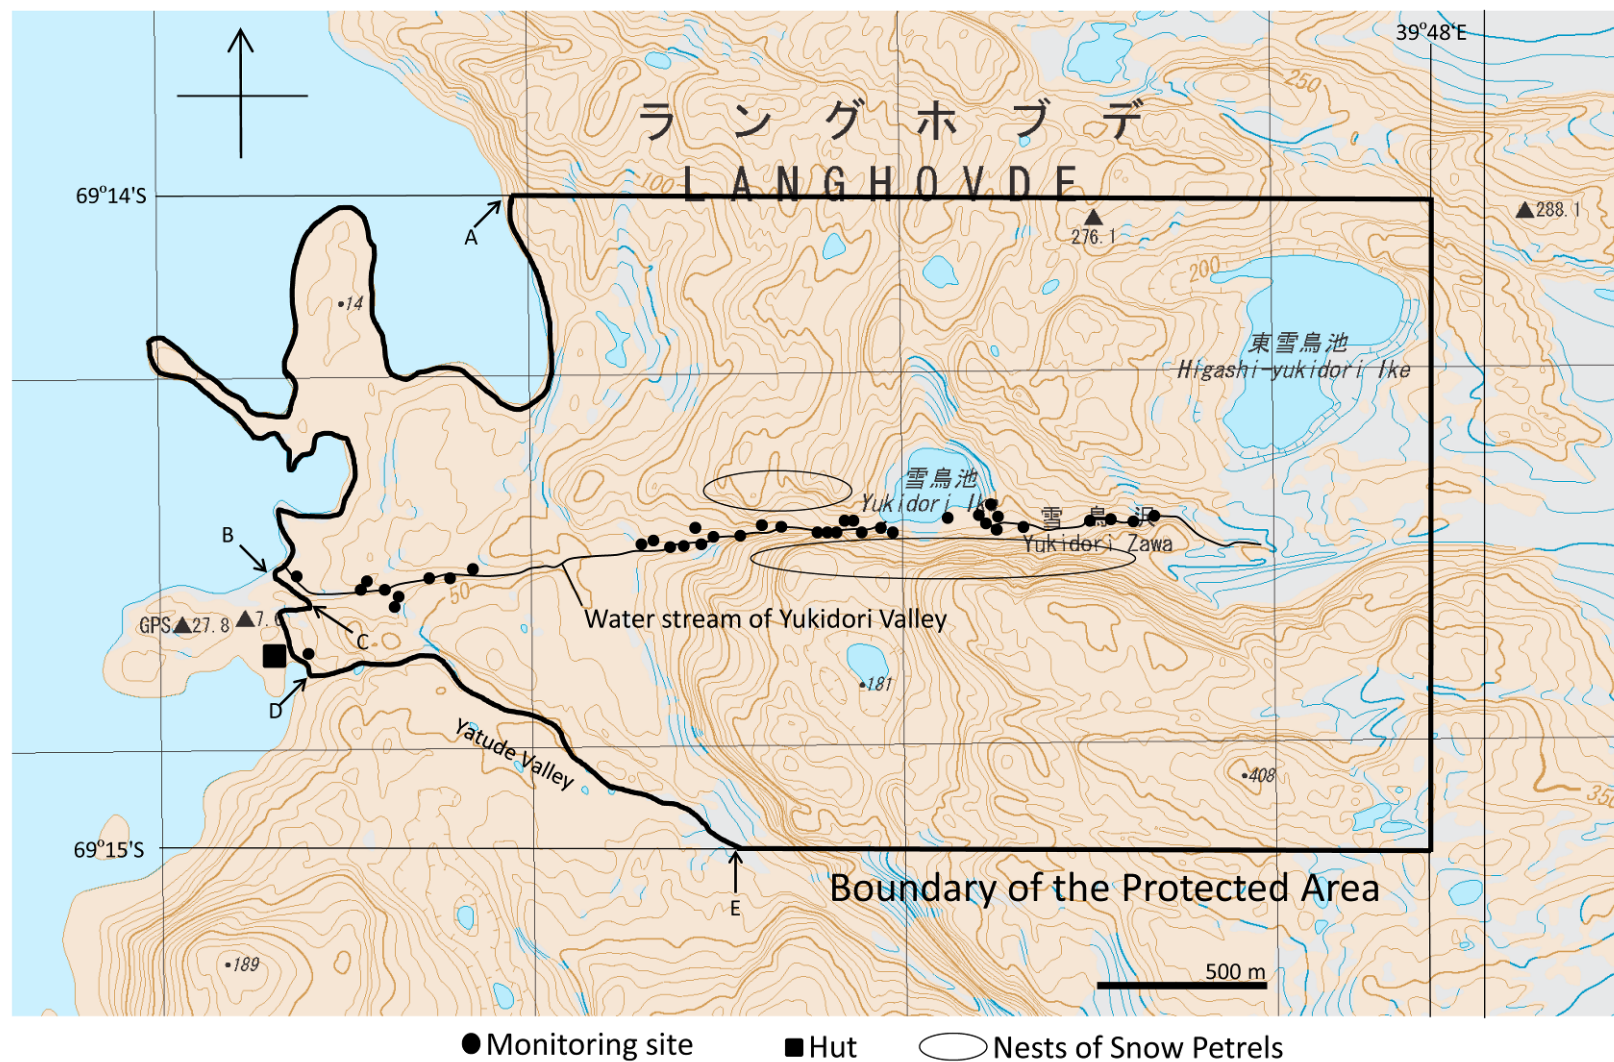 39°48'E
250
ラングホブデ
100
LANGHOVDE
69°14'S
A
276.1
288.1
200
14
東雪鳥池
Higashi-yukidori Ike
雪鳥池
Yukidori Ik
雪鳥沢
Yukidori Zawa
B
50
Water stream of Yukidori Valley
GPS 27.8
7.6
C
D
181
Yatude Valley
408
350
69°15'S
E
Boundary of the Protected Area
189
500 m
Monitoring site
Hut
Nests of Snow Petrels